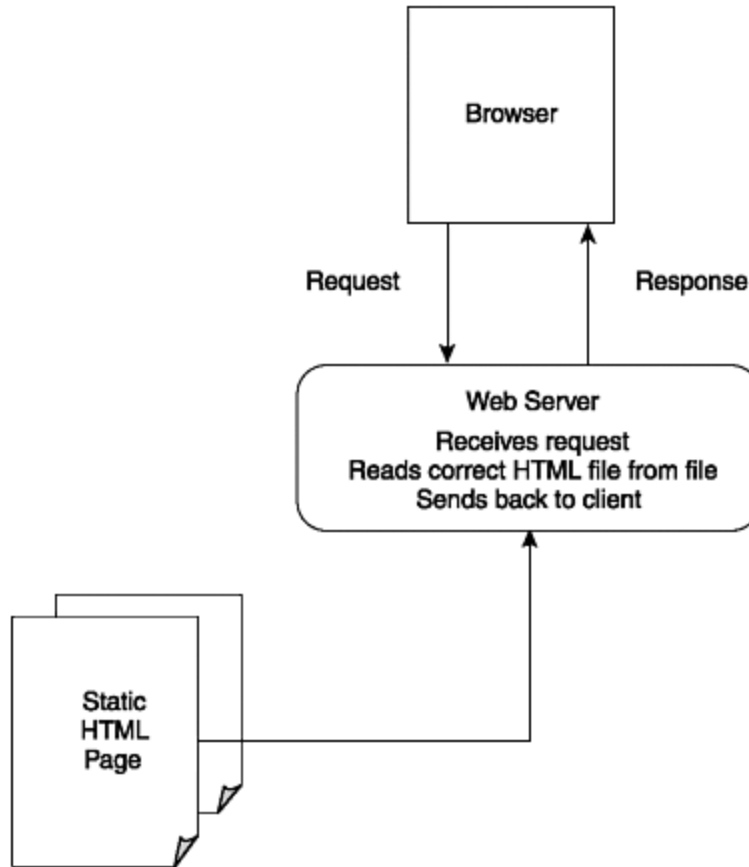 Browser
Request
Response
Web Server
Receives request
Reads correct HTML file from file
Sends back to client
Static
HTML
Page